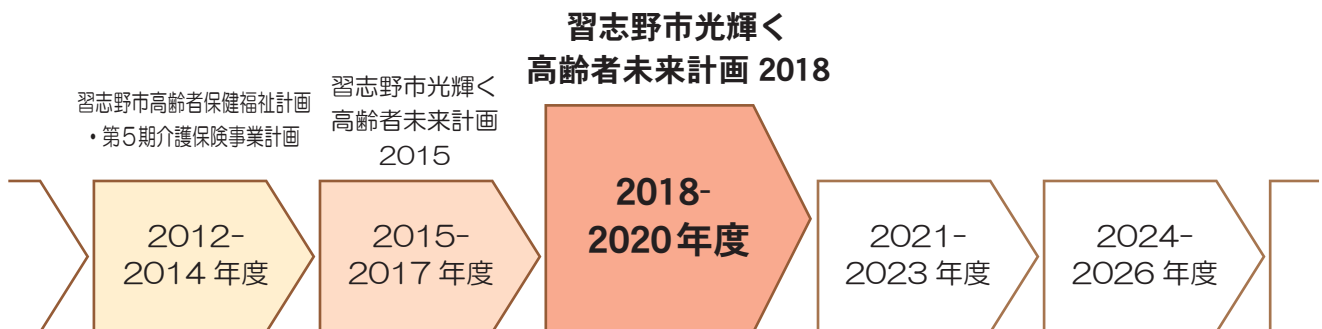 習志野市高齢者保健福祉計画
・第5期介護保険事業計画
習志野市光輝く
高齢者未来計画
2015
習志野市光輝く
高齢者未来計画 2018
2012-
2014 年度
2015-
2017 年度
2018-
2020 年度
2021-
2023 年度
2024-
2026 年度